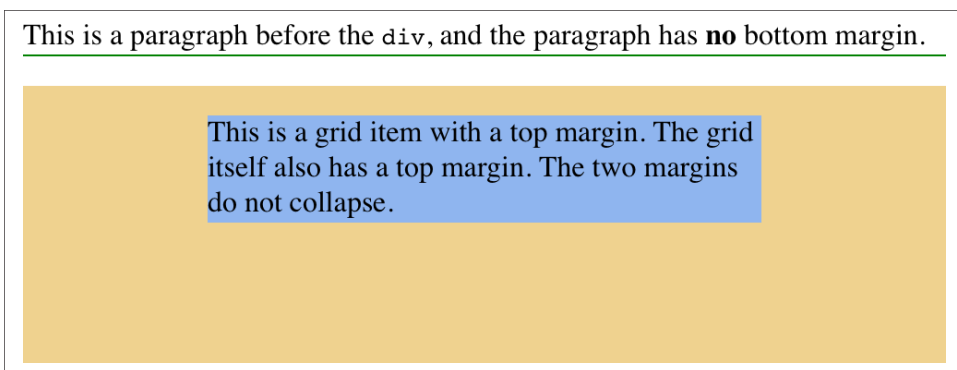 This is a paragraph before the div, and the paragraph has no bottom margin.
This is a grid item with a top margin. The grid
itself also has a top margin. The two margins
do not collapse.